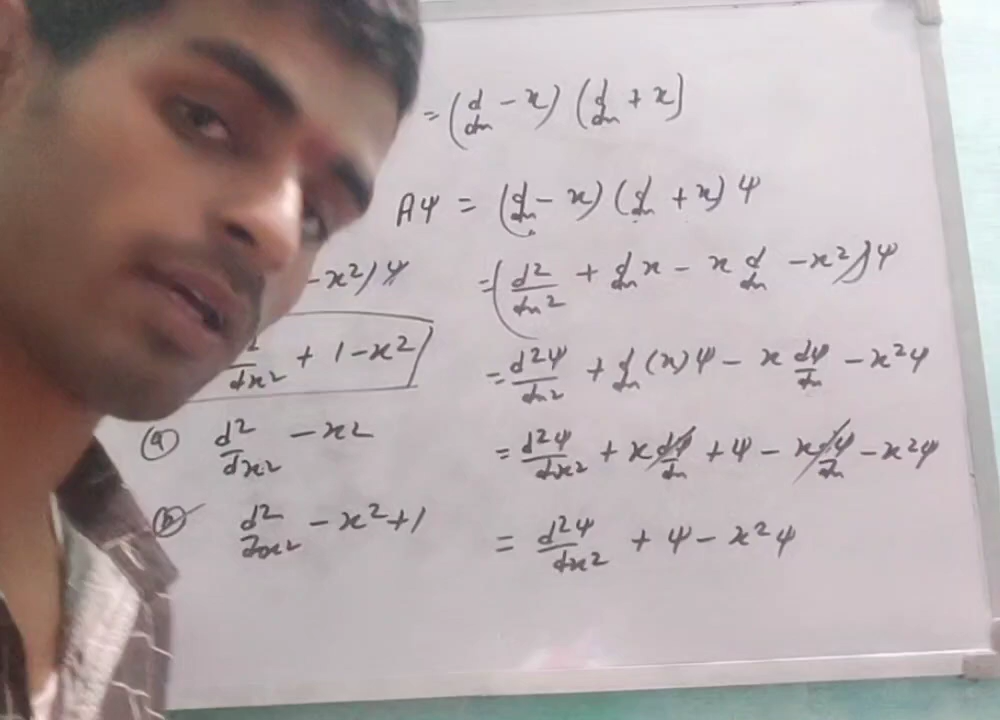 = (d/dx - x) (d/dx + x)
Aψ = (d/dx - x) (d/dx + x) ψ
- x²) ψ
= (d²/dx² + d/dx x - x d/dx - x²) ψ
d²/dx² + 1 - x²
= d²ψ/dx² + d/dx (x) ψ - x dψ/dx - x²ψ
(a) d²/dx² - x²
= d²ψ/dx² + x dψ/dx + ψ - x dψ/dx - x²ψ
(b) d²/dx² - x² + 1
= d²ψ/dx² + ψ - x²ψ